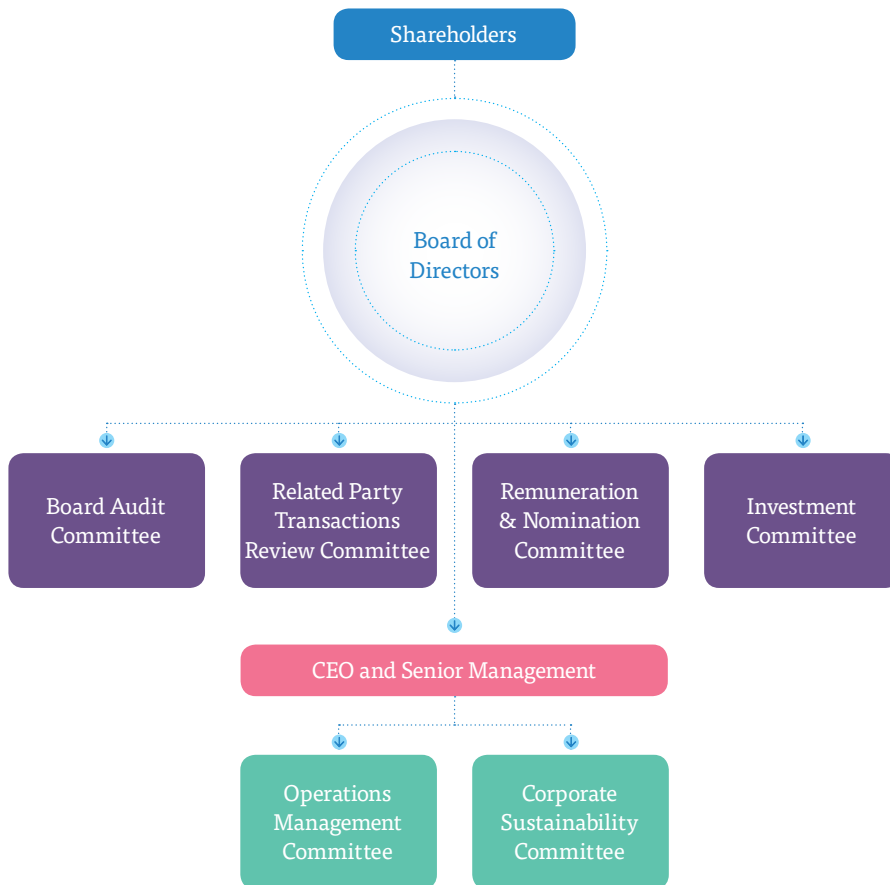 Shareholders
Board of
Directors
Board Audit
Committee
Related Party
Transactions
Review Committee
Remuneration
& Nomination
Committee
Investment
Committee
CEO and Senior Management
Operations
Management
Committee
Corporate
Sustainability
Committee